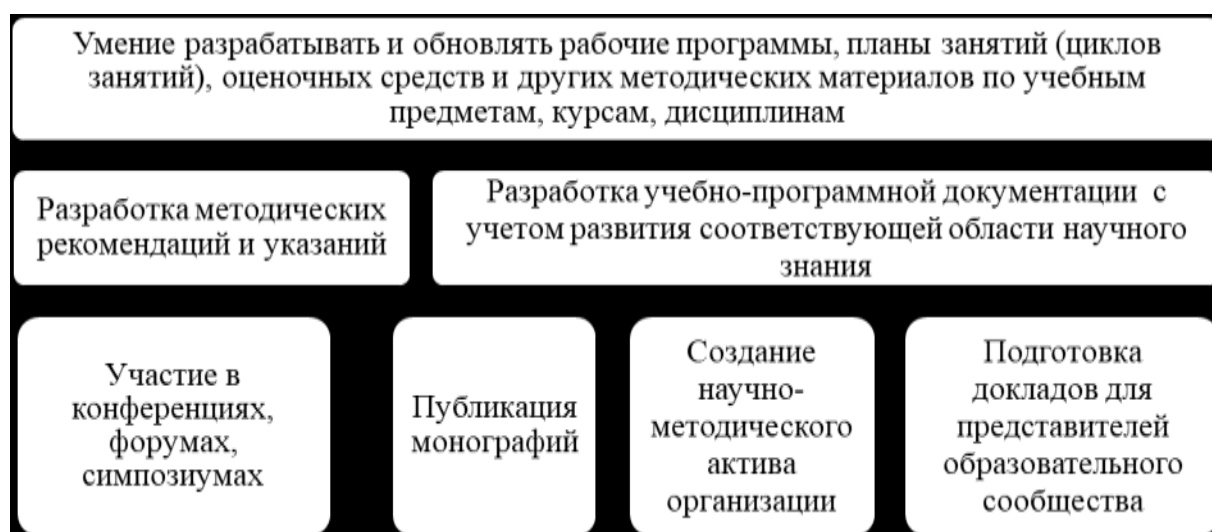 Умение разрабатывать и обновлять рабочие программы, планы занятий (циклов
занятий), оценочных средств и других методических материалов по учебным
предметам, курсам, дисциплинам
Разработка методических
рекомендаций и указаний
Разработка учебно-программной документации с
учетом развития соответствующей области научного
знания
Участие в
конференциях,
форумах,
симпозиумах
Публикация
монографий
Создание
научно-
методического
актива
организации
Подготовка
докладов для
представителей
образовательного
сообщества